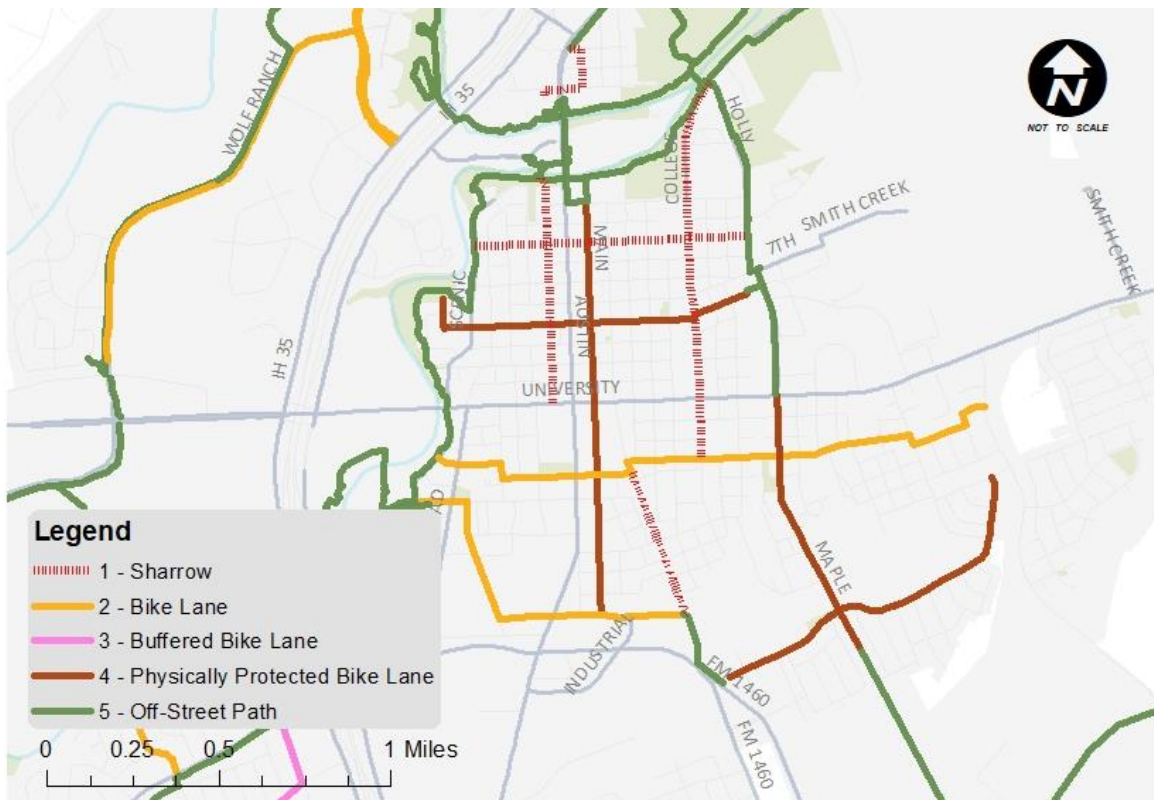 WOLF RANCH
IH 35
HOLLY
COLLEGE
N
NOT TO SCALE
7TH SMITH CREEK
SMITH CREEK
MAIN
SCENIC
AUSTIN
IH 35
UNIVERSITY
MAPLE
INDUSTRIAL
FM 1460
FM 1460
Legend
1 - Sharrow
2 - Bike Lane
3 - Buffered Bike Lane
4 - Physically Protected Bike Lane
5 - Off-Street Path
0 0.25 0.5 1 Miles